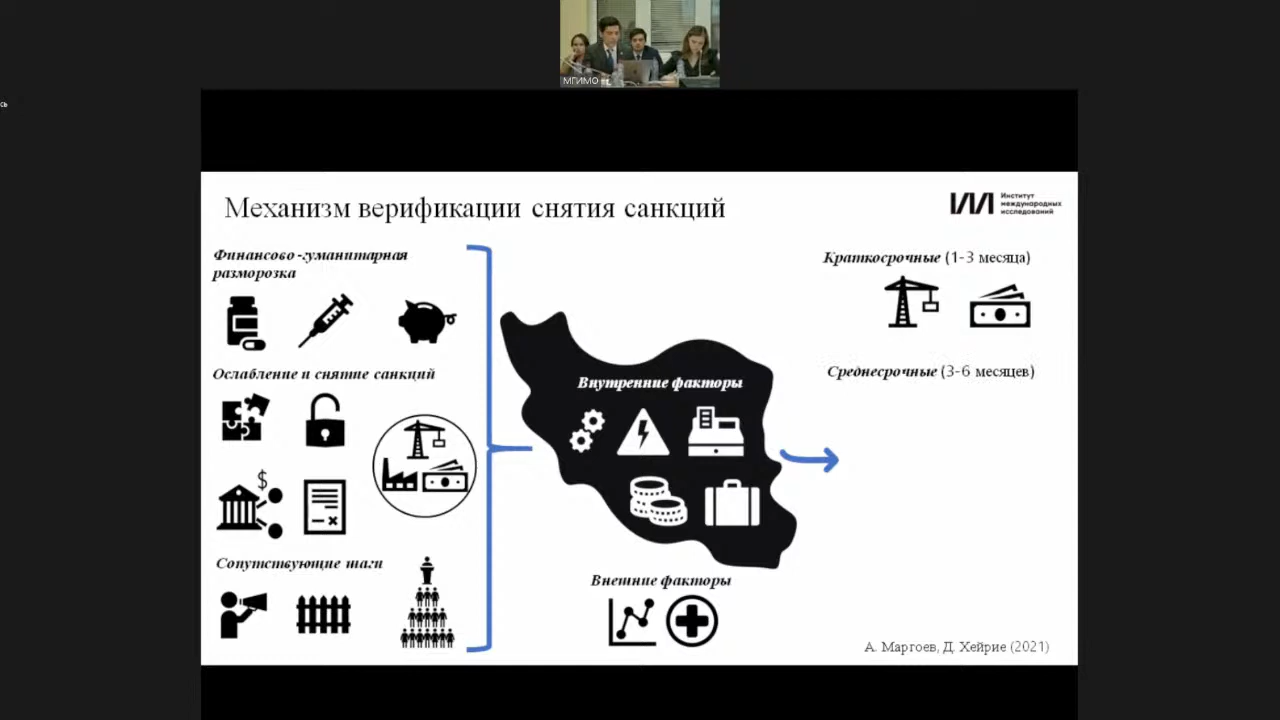 МГИМО
сь
Механизм верификации снятия санкций
Институт
международных
исследований
Финансово-гуманитарная
разморозка
Ослабление и снятие санкций
$
Сопутствующие шаги
Внутренние факторы
Внешние факторы
Краткосрочные (1-3 месяца)
Среднесрочные (3-6 месяцев)
А. Маргоев, Д. Хейрие (2021)